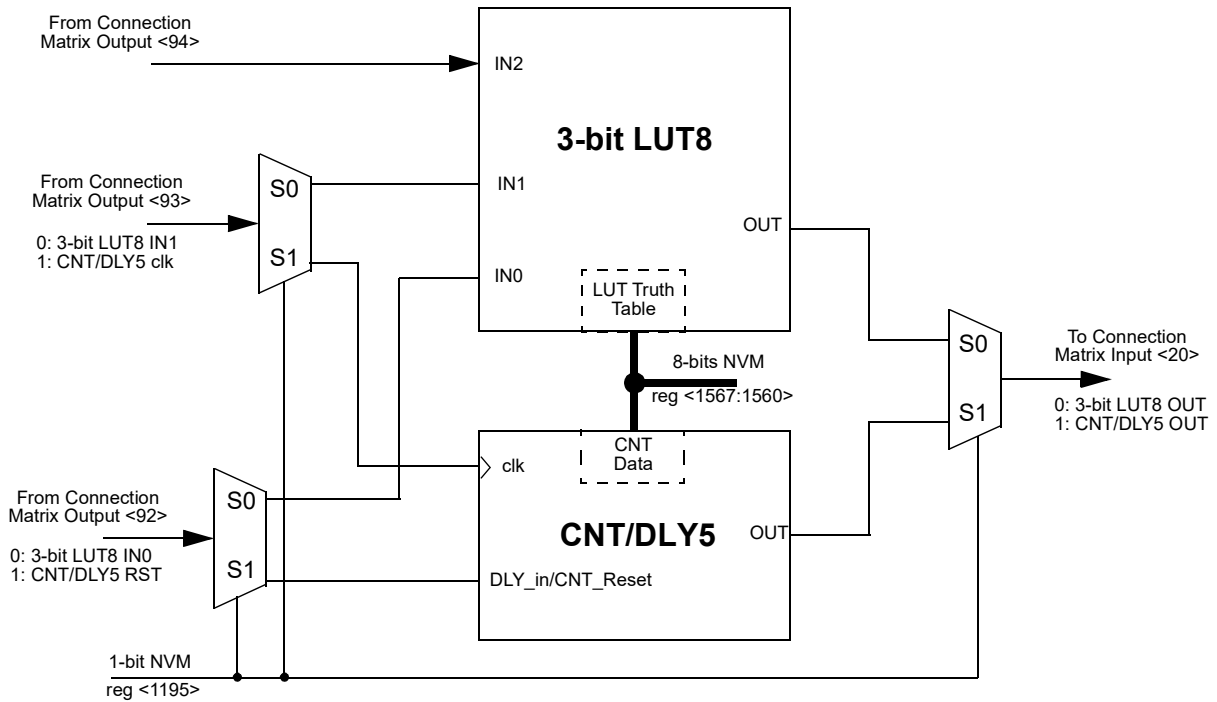 From Connection
Matrix Output <94>
IN2
3-bit LUT8
From Connection
Matrix Output <93>
0: 3-bit LUT8 IN1
1: CNT/DLY5 clk
S0
S1
IN1
IN0
OUT
LUT Truth
Table
8-bits NVM
reg <1567:1560>
S0
S1
To Connection
Matrix Input <20>
0: 3-bit LUT8 OUT
1: CNT/DLY5 OUT
CNT
Data
clk
CNT/DLY5
OUT
DLY_in/CNT_Reset
From Connection
Matrix Output <92>
0: 3-bit LUT8 IN0
1: CNT/DLY5 RST
S0
S1
1-bit NVM
reg <1195>